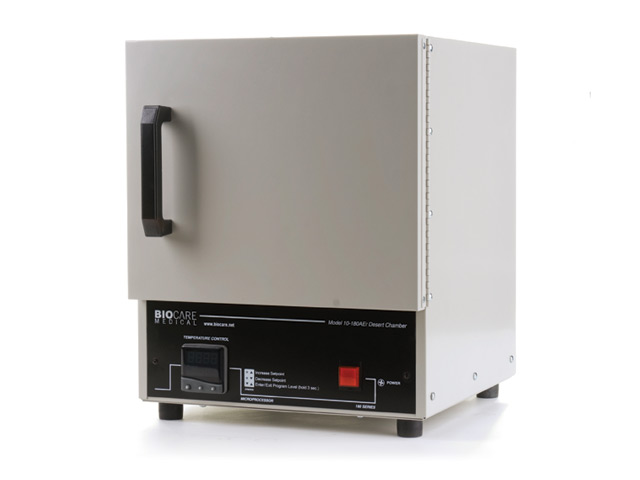 BIOCARE
MEDICAL
www.biocare.net
Model 10-180AEI Desert Chamber
TEMPERATURE CONTROL
Increase Setpoint
Decrease Setpoint
Enter/Exit Program Level (hold 3 sec.)
POWER
MICROPROCESSOR
180 SERIES